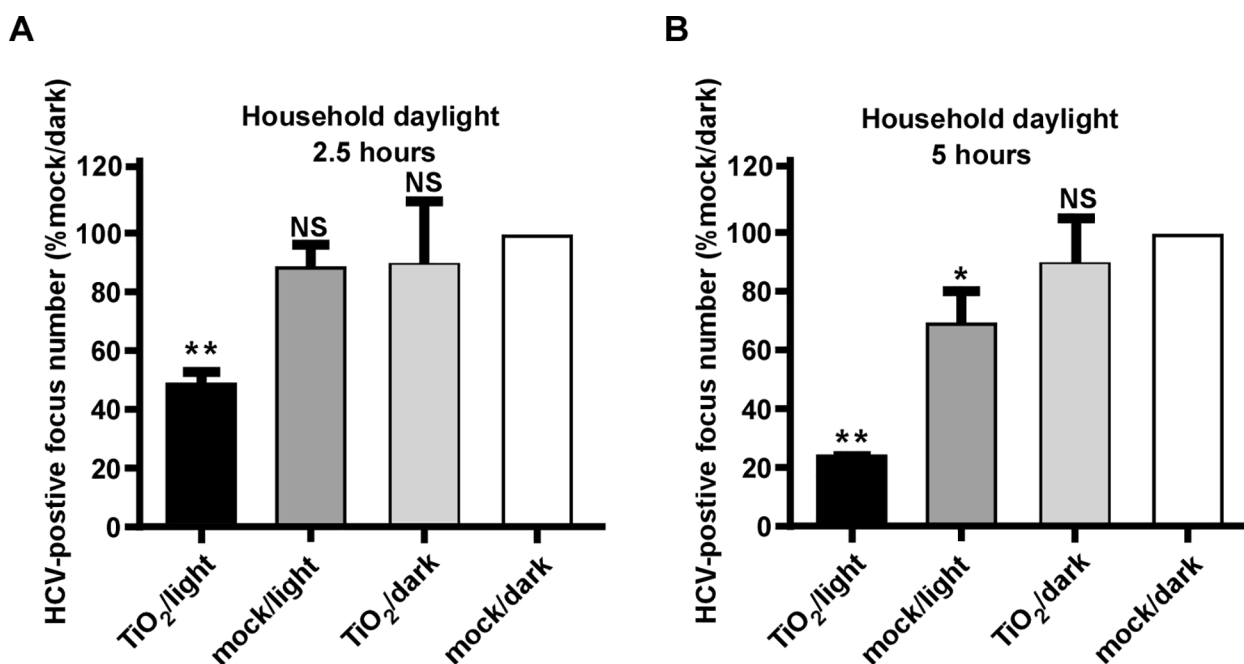 A
HCV-postive focus number (%mock/dark)
Household daylight
2.5 hours
120
100
80
60
40
20
0
**
NS
NS
TiO₂/light
mock/light
TiO₂/dark
mock/dark
B
HCV-postive focus number (%mock/dark)
Household daylight
5 hours
120
100
80
60
40
20
0
**
*
NS
TiO₂/light
mock/light
TiO₂/dark
mock/dark